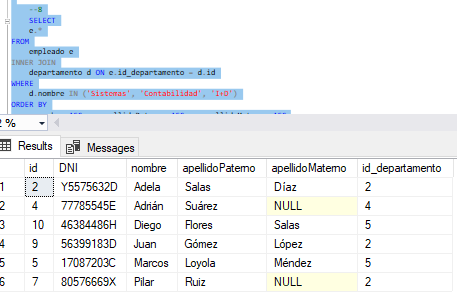 --B
SELECT
e.*
FROM
empleado e
INNER JOIN
departamento d ON e.id_departamento = d.id
WHERE
d.nombre IN ('Sistemas', 'Contabilidad', 'I+D')
ORDER BY
%
Results Messages
id DNI nombre apellidoPaterno apellidoMaterno id_departamento
1 2 Y5575632D Adela Salas Díaz 2
2 4 77785545E Adrián Suárez NULL 4
3 10 46384486H Diego Flores Salas 5
4 9 56399183D Juan Gómez López 2
5 5 17087203C Marcos Loyola Méndez 5
6 7 80576669X Pilar Ruiz NULL 2